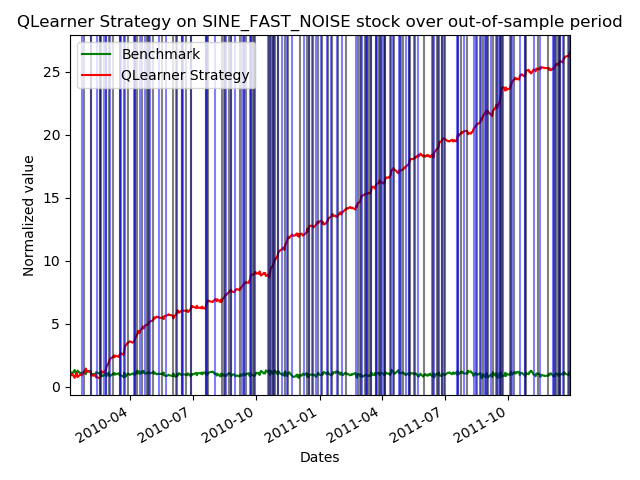 QLearner Strategy on SINE_FAST_NOISE stock over out-of-sample period
Benchmark
QLearner Strategy
Normalized value
25
20
15
10
5
0
2010-04
2010-07
2010-10
2011-01
2011-04
2011-07
2011-10
Dates